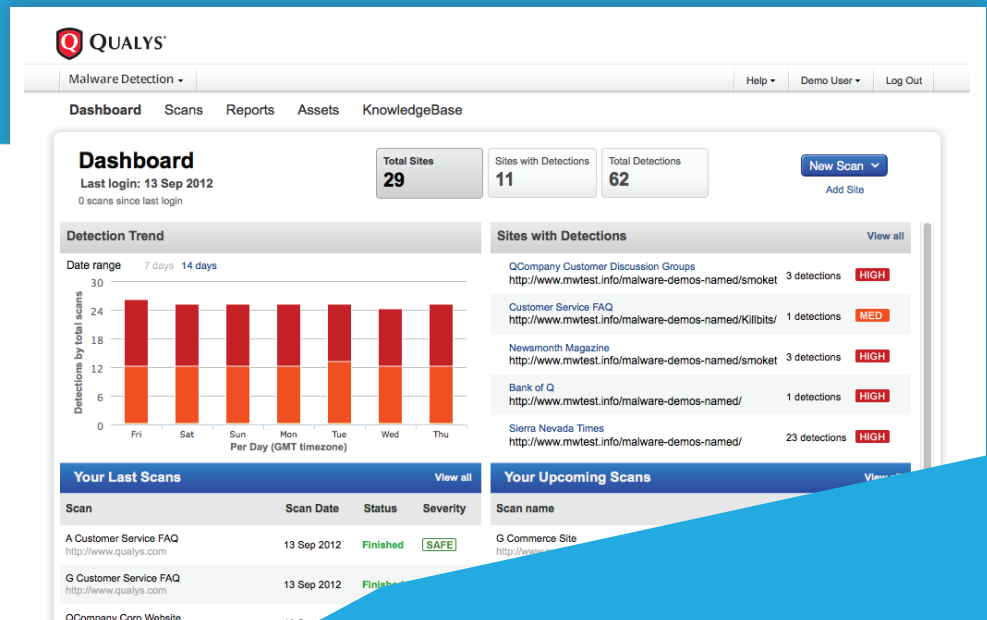 QUALYS®
Malware Detection
Help
Demo User
Log Out
Dashboard Scans Reports Assets KnowledgeBase
Dashboard
Last login: 13 Sep 2012
0 scans since last login
Total Sites
29
Sites with Detections
11
Total Detections
62
New Scan
Add Site
Detection Trend
Date range 7 days 14 days
Detections by total scans
30
24
18
12
6
0
Fri Sat Sun Mon Tue Wed Thu
Per Day (GMT timezone)
Sites with Detections View all
QCompany Customer Discussion Groups
http://www.mwtest.info/malware-demos-named/smoket 3 detections HIGH
Customer Service FAQ
http://www.mwtest.info/malware-demos-named/Killbits/ 1 detections MED
Newsmonth Magazine
http://www.mwtest.info/malware-demos-named/smoket 3 detections HIGH
Bank of Q
http://www.mwtest.info/malware-demos-named/ 1 detections HIGH
Sierra Nevada Times
http://www.mwtest.info/malware-demos-named/ 23 detections HIGH
Your Last Scans View all
Scan Scan Date Status Severity
A Customer Service FAQ
http://www.qualys.com
13 Sep 2012 Finished SAFE
G Customer Service FAQ
http://www.qualys.com
13 Sep 2012
QCompany Corp Website
Your Upcoming Scans View
Scan name
G Commerce Site